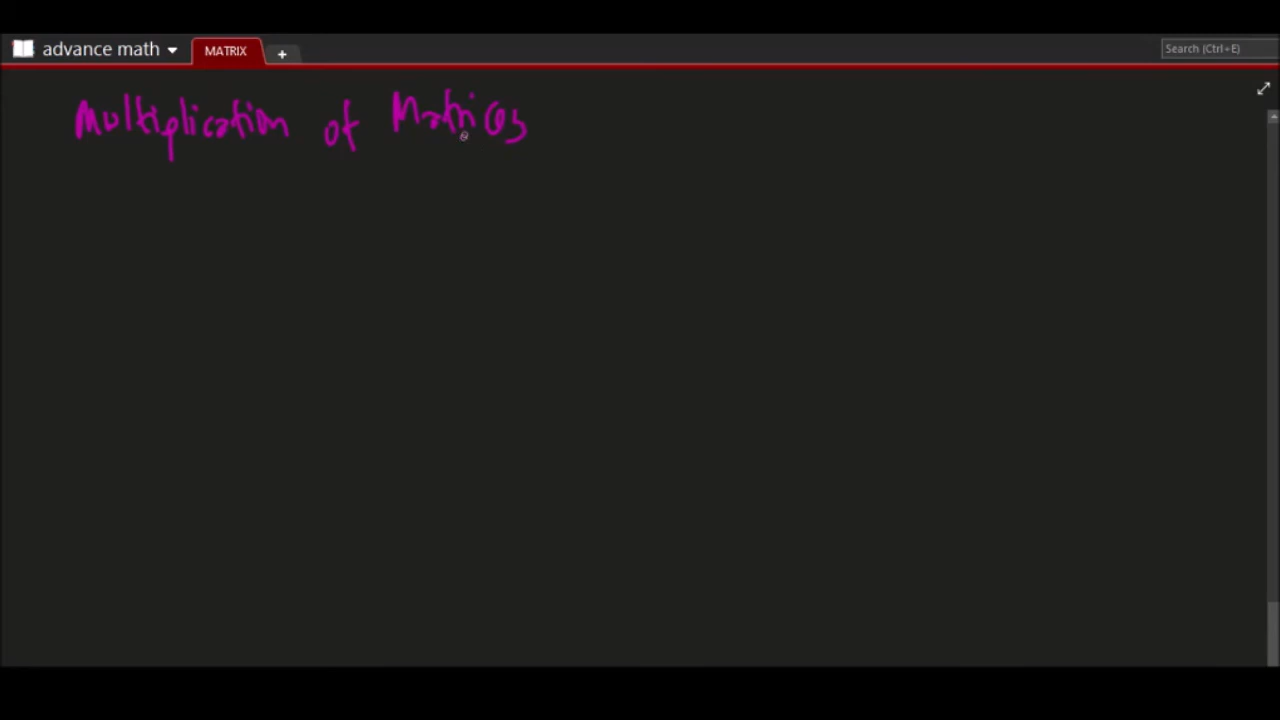 advance math MATRIX + Search (Ctrl+E)
Multiplication of Matrices